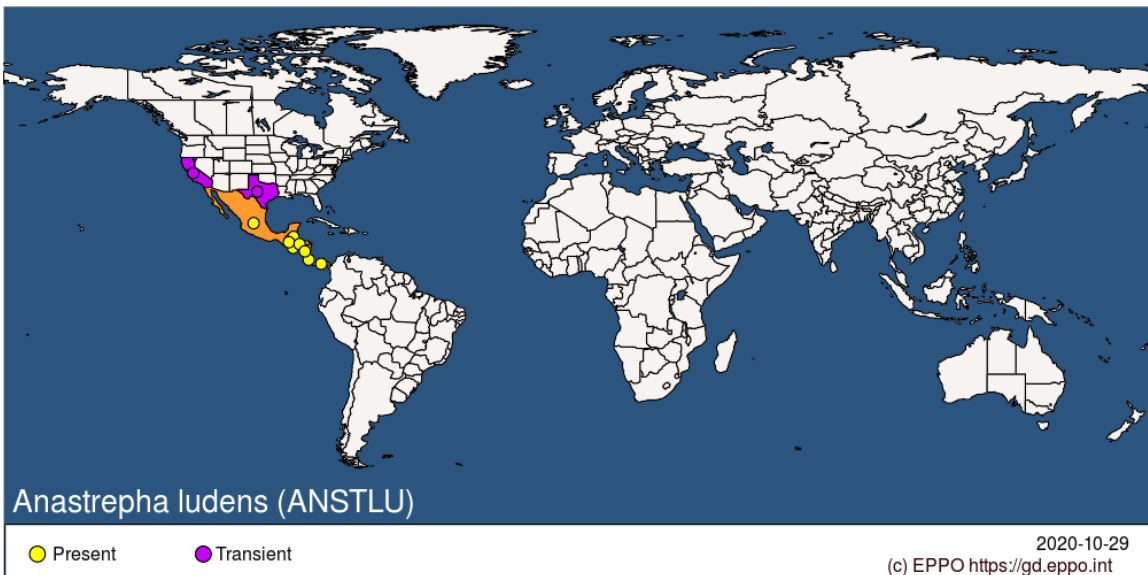 Anastrepha ludens (ANSTLU)
Present
Transient
2020-10-29
(c) EPPO https://gd.eppo.int